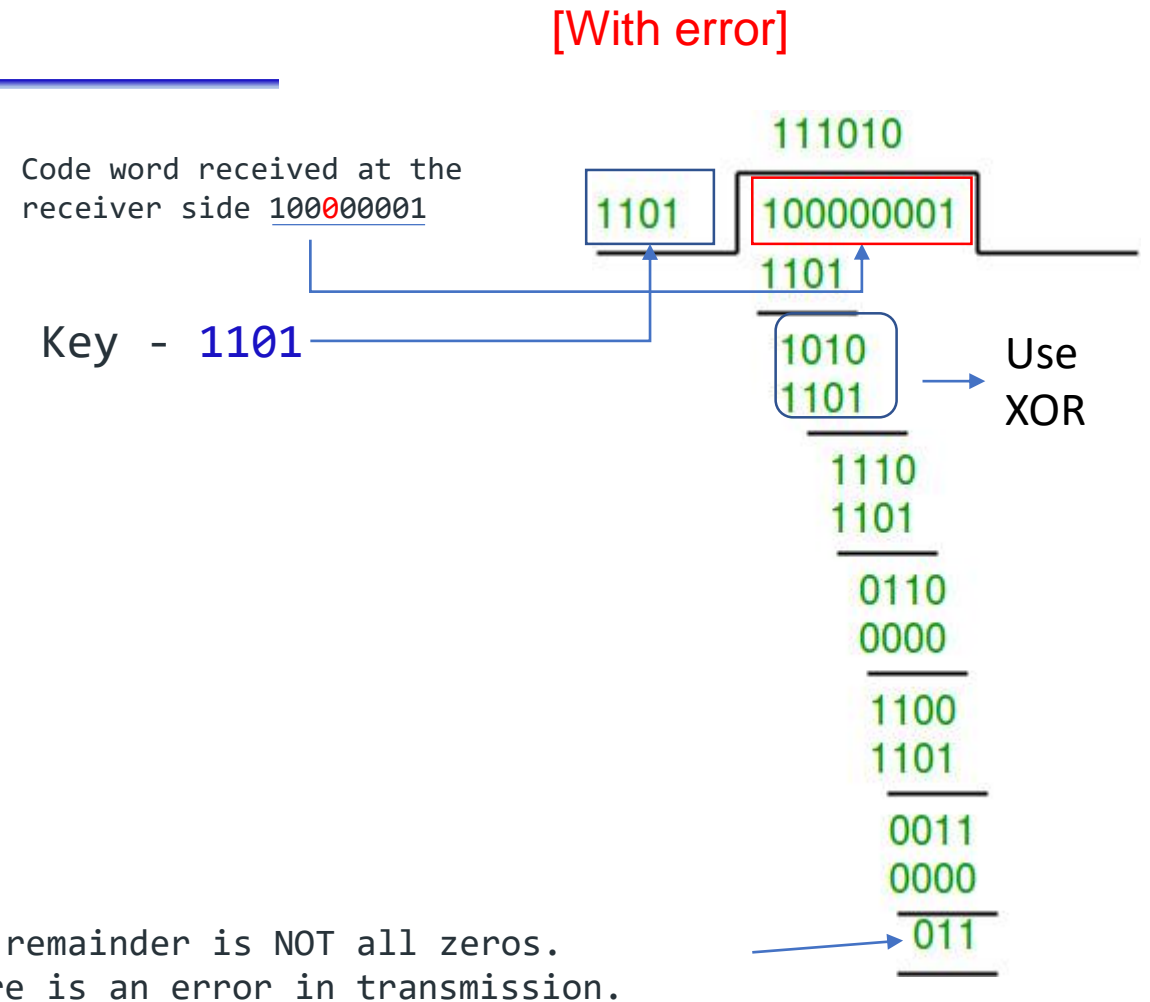 [With error]
111010
Code word received at the
receiver side 100000001
1101
100000001
1101
Key - 1101
1010
1101
Use
XOR
1110
1101
0110
0000
1100
1101
0011
0000
011
remainder is NOT all zeros.
re is an error in transmission.